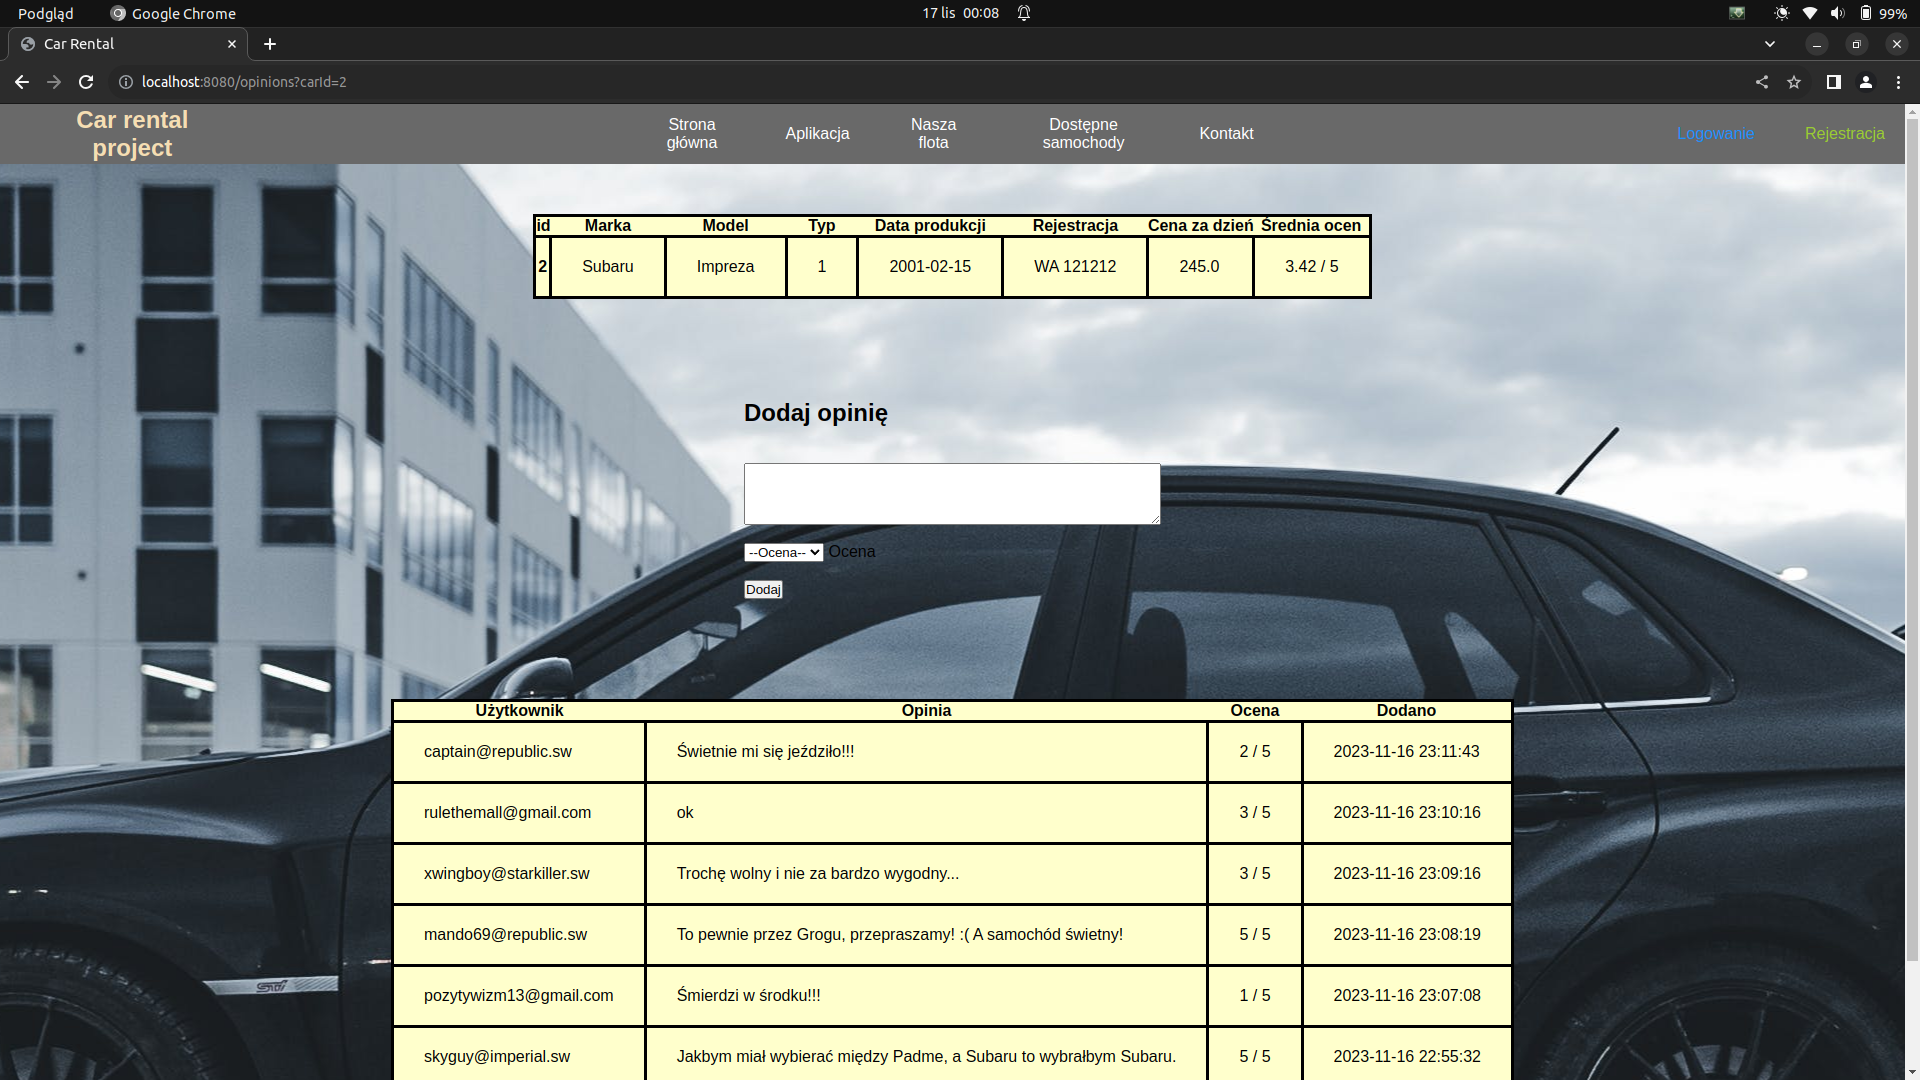 Podgląd Google Chrome 17 lis 00:08 99%
Car Rental
localhost:8080/opinions?carId=2
Car rental project
Strona główna
Aplikacja
Nasza flota
Dostępne samochody
Kontakt
Logowanie
Rejestracja
id Marka Model Typ Data produkcji Rejestracja Cena za dzień Średnia ocen
2 Subaru Impreza 1 2001-02-15 WA 121212 245.0 3.42 / 5
Dodaj opinię
--Ocena-- Ocena
Dodaj
Użytkownik Opinia Ocena Dodano
captain@republic.sw Świetnie mi się jeździło!!! 2 / 5 2023-11-16 23:11:43
rulethemall@gmail.com ok 3 / 5 2023-11-16 23:10:16
xwingboy@starkiller.sw Trochę wolny i nie za bardzo wygodny... 3 / 5 2023-11-16 23:09:16
mando69@republic.sw To pewnie przez Grogu, przepraszamy! :( A samochód świetny! 5 / 5 2023-11-16 23:08:19
pozytywizm13@gmail.com Śmierdzi w środku!!! 1 / 5 2023-11-16 23:07:08
STI
skyguy@imperial.sw Jakbym miał wybierać między Padme, a Subaru to wybrałbym Subaru. 5 / 5 2023-11-16 22:55:32